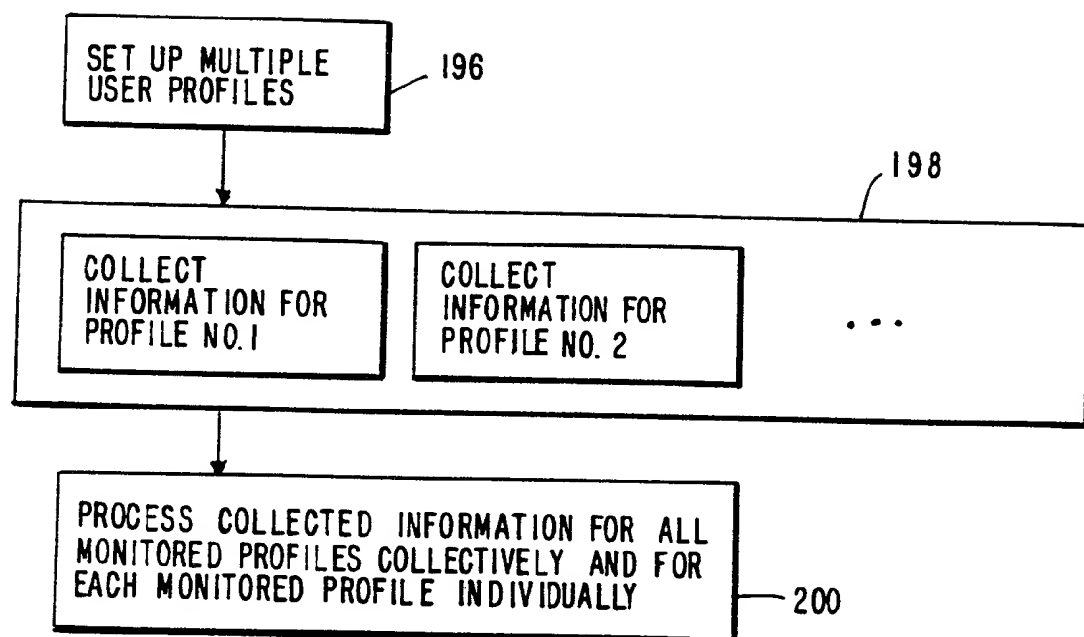 SET UP MULTIPLE
USER PROFILES
196
198
COLLECT
INFORMATION FOR
PROFILE NO. 1
COLLECT
INFORMATION FOR
PROFILE NO. 2
...
PROCESS COLLECTED INFORMATION FOR ALL
MONITORED PROFILES COLLECTIVELY AND FOR
EACH MONITORED PROFILE INDIVIDUALLY
200